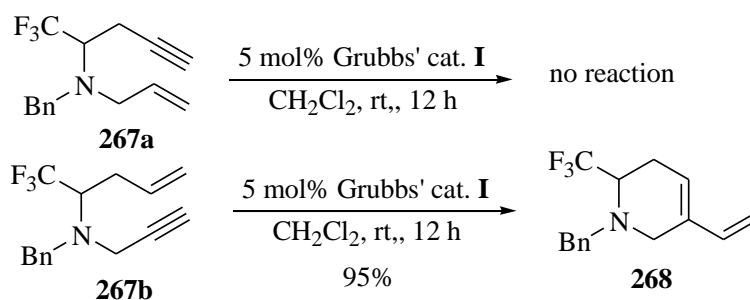 F3C
N
Bn
267a
5 mol% Grubbs' cat. I
CH2Cl2, rt,, 12 h
no reaction
F3C
N
Bn
267b
5 mol% Grubbs' cat. I
CH2Cl2, rt,, 12 h
95%
F3C
N
Bn
268